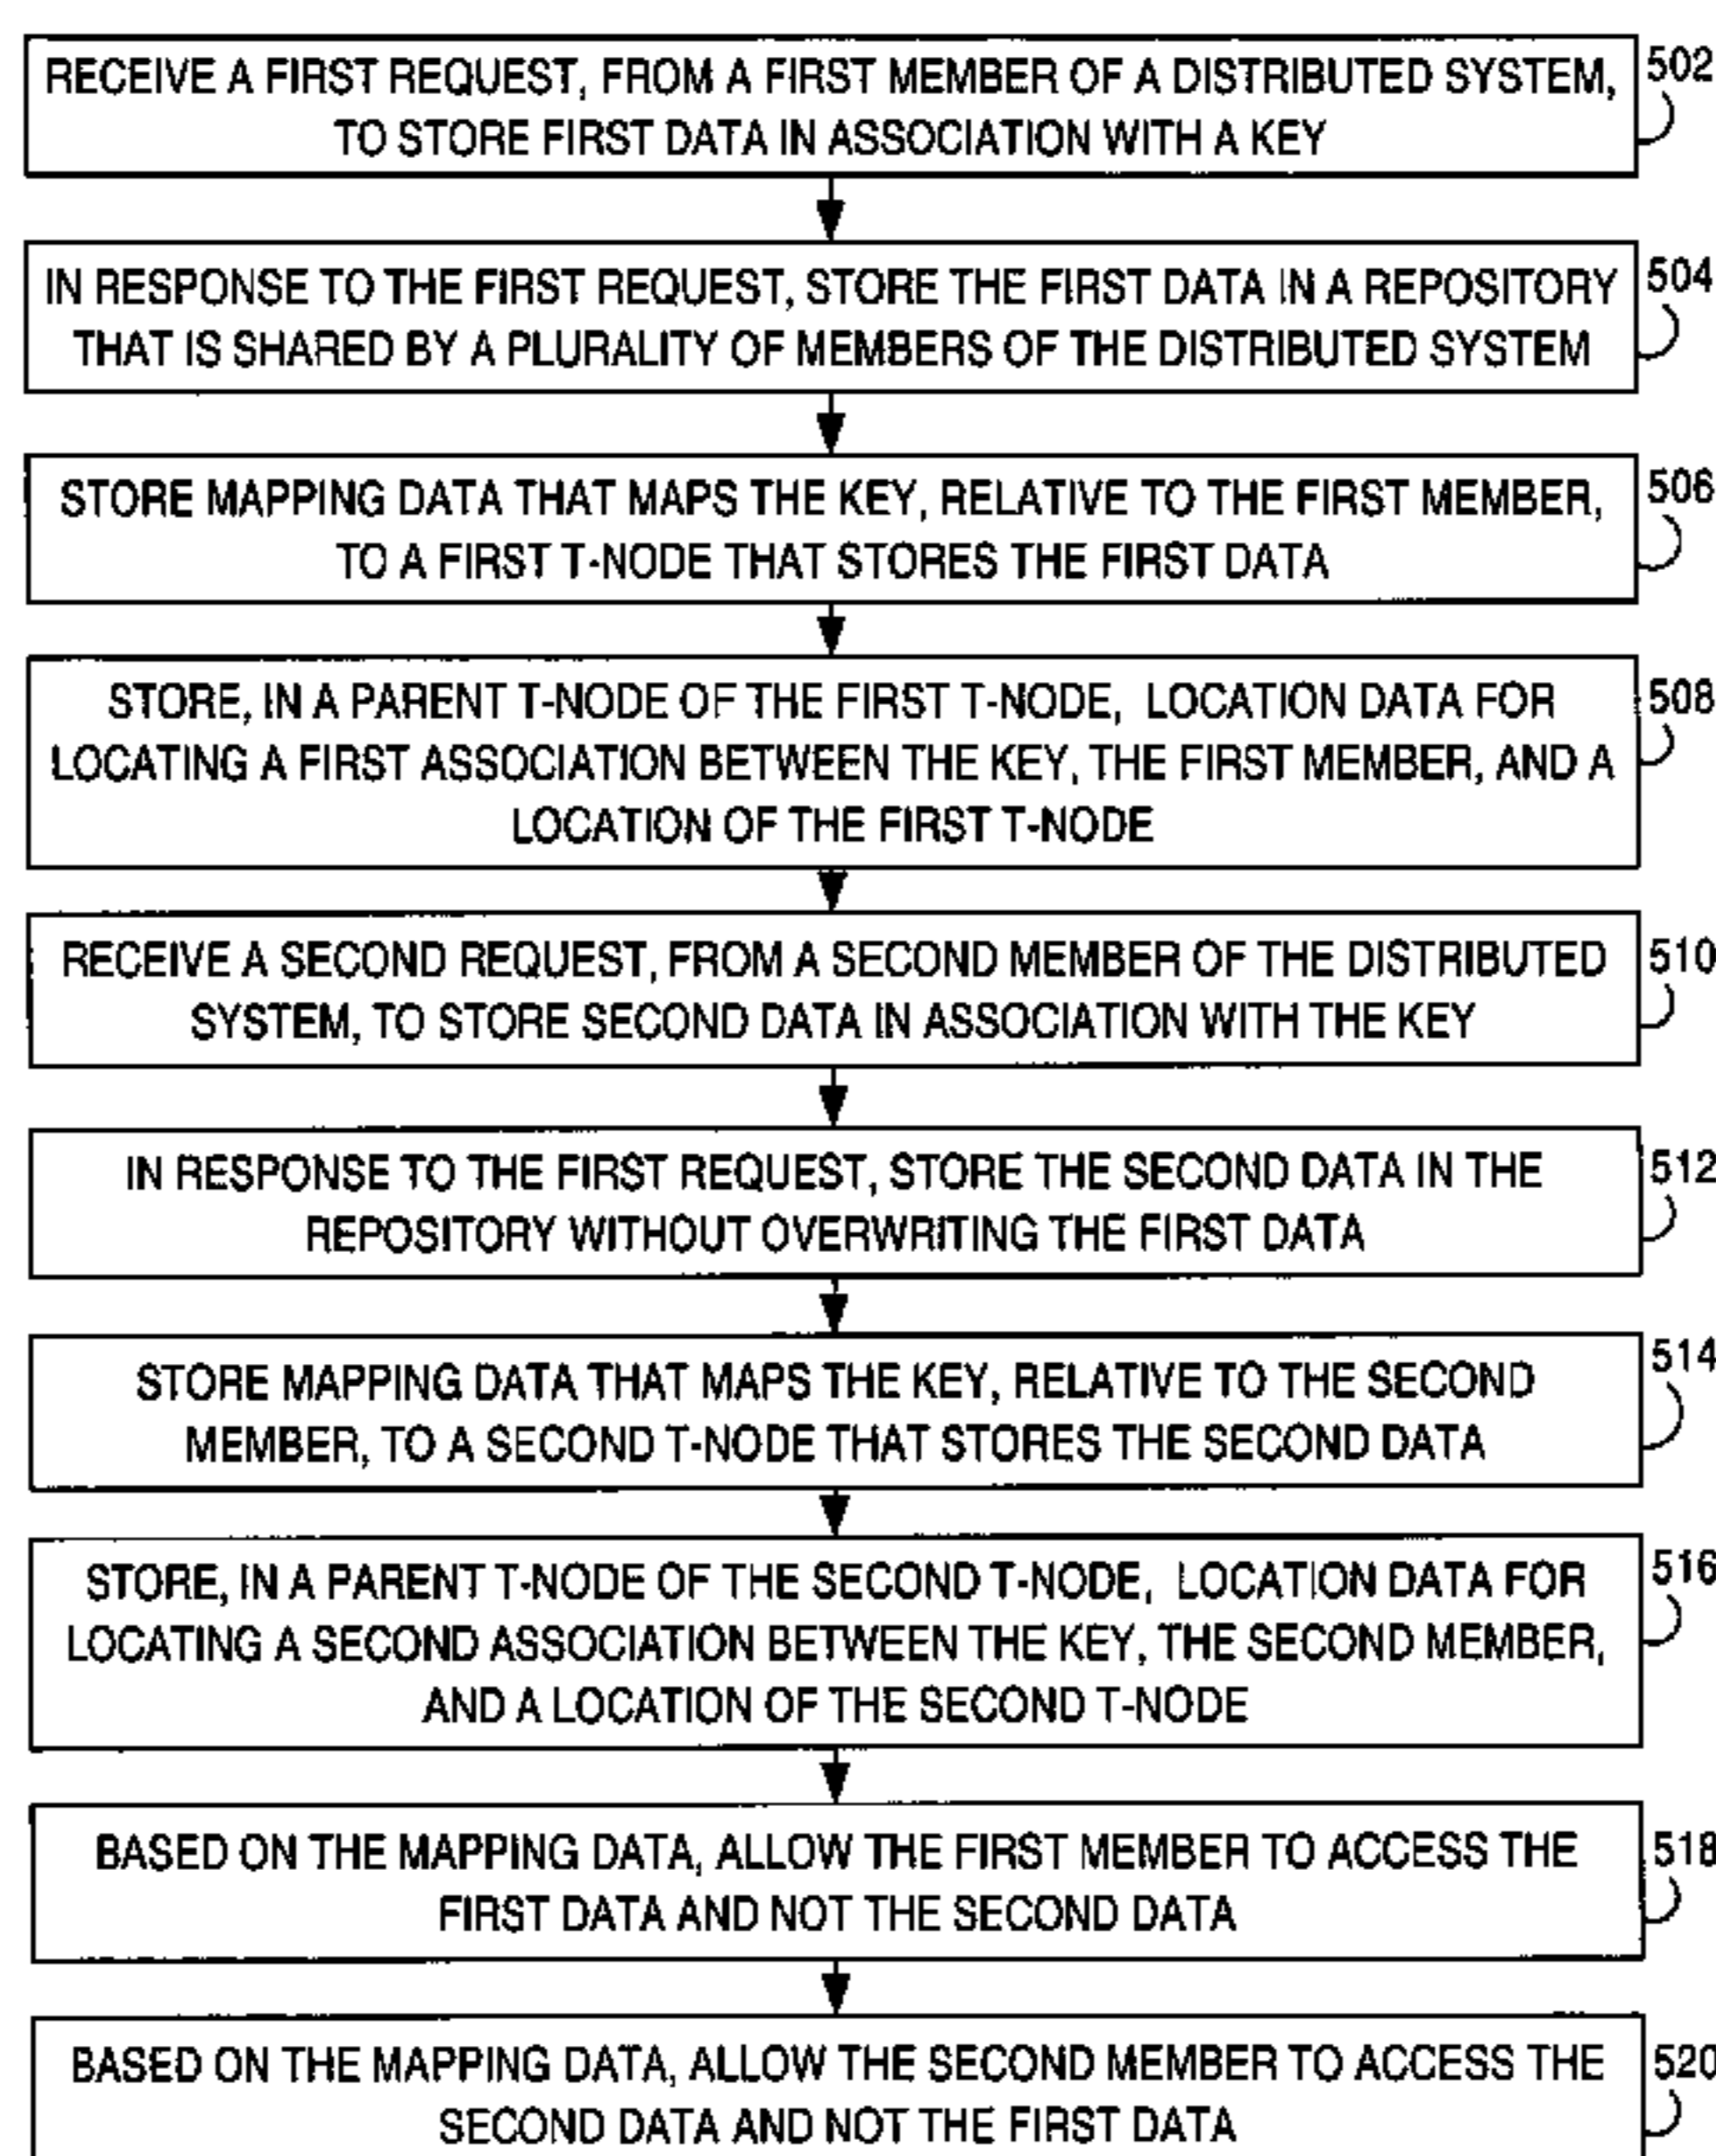 RECEIVE A FIRST REQUEST, FROM A FIRST MEMBER OF A DISTRIBUTED SYSTEM,
TO STORE FIRST DATA IN ASSOCIATION WITH A KEY
502
IN RESPONSE TO THE FIRST REQUEST, STORE THE FIRST DATA IN A REPOSITORY
THAT IS SHARED BY A PLURALITY OF MEMBERS OF THE DISTRIBUTED SYSTEM
504
STORE MAPPING DATA THAT MAPS THE KEY, RELATIVE TO THE FIRST MEMBER,
TO A FIRST T-NODE THAT STORES THE FIRST DATA
506
STORE, IN A PARENT T-NODE OF THE FIRST T-NODE, LOCATION DATA FOR
LOCATING A FIRST ASSOCIATION BETWEEN THE KEY, THE FIRST MEMBER, AND A
LOCATION OF THE FIRST T-NODE
508
RECEIVE A SECOND REQUEST, FROM A SECOND MEMBER OF THE DISTRIBUTED
SYSTEM, TO STORE SECOND DATA IN ASSOCIATION WITH THE KEY
510
IN RESPONSE TO THE FIRST REQUEST, STORE THE SECOND DATA IN THE
REPOSITORY WITHOUT OVERWRITING THE FIRST DATA
512
STORE MAPPING DATA THAT MAPS THE KEY, RELATIVE TO THE SECOND
MEMBER, TO A SECOND T-NODE THAT STORES THE SECOND DATA
514
STORE, IN A PARENT T-NODE OF THE SECOND T-NODE, LOCATION DATA FOR
LOCATING A SECOND ASSOCIATION BETWEEN THE KEY, THE SECOND MEMBER,
AND A LOCATION OF THE SECOND T-NODE
516
BASED ON THE MAPPING DATA, ALLOW THE FIRST MEMBER TO ACCESS THE
FIRST DATA AND NOT THE SECOND DATA
518
BASED ON THE MAPPING DATA, ALLOW THE SECOND MEMBER TO ACCESS THE
SECOND DATA AND NOT THE FIRST DATA
520